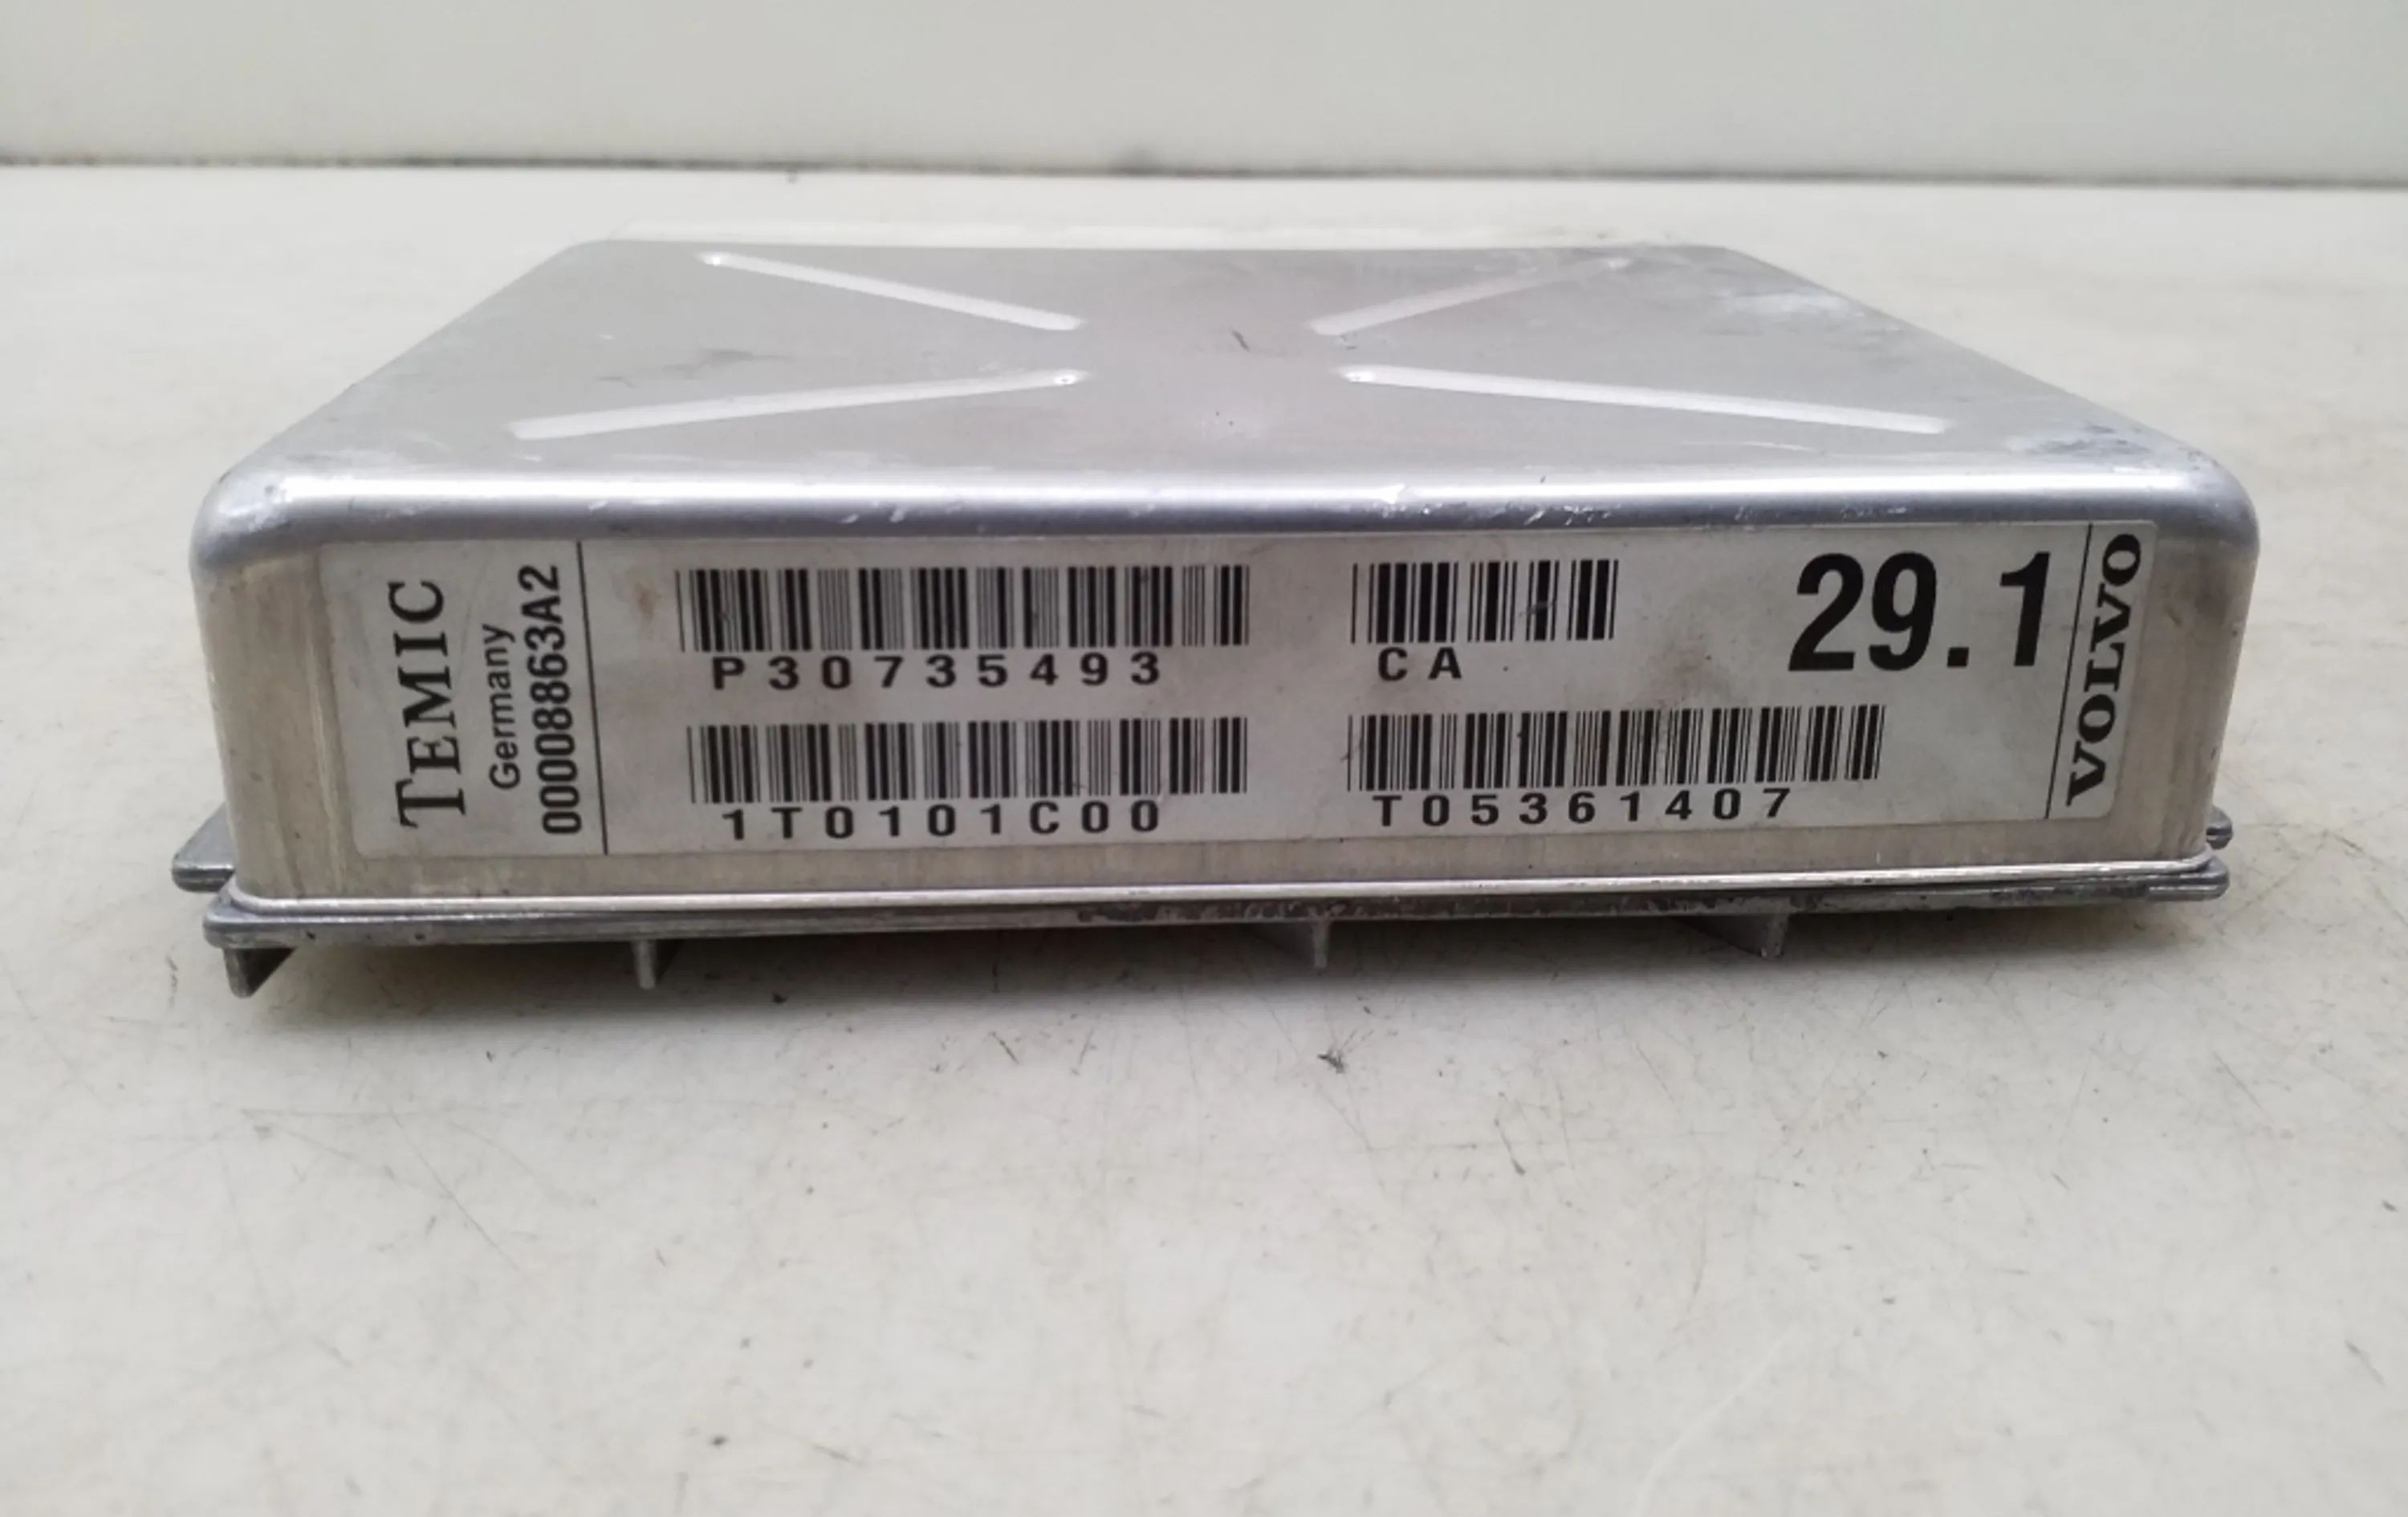 TEMIC
Germany
00008863A2
P30735493
CA
29.1
1T0101C00
T05361407
VOLVO